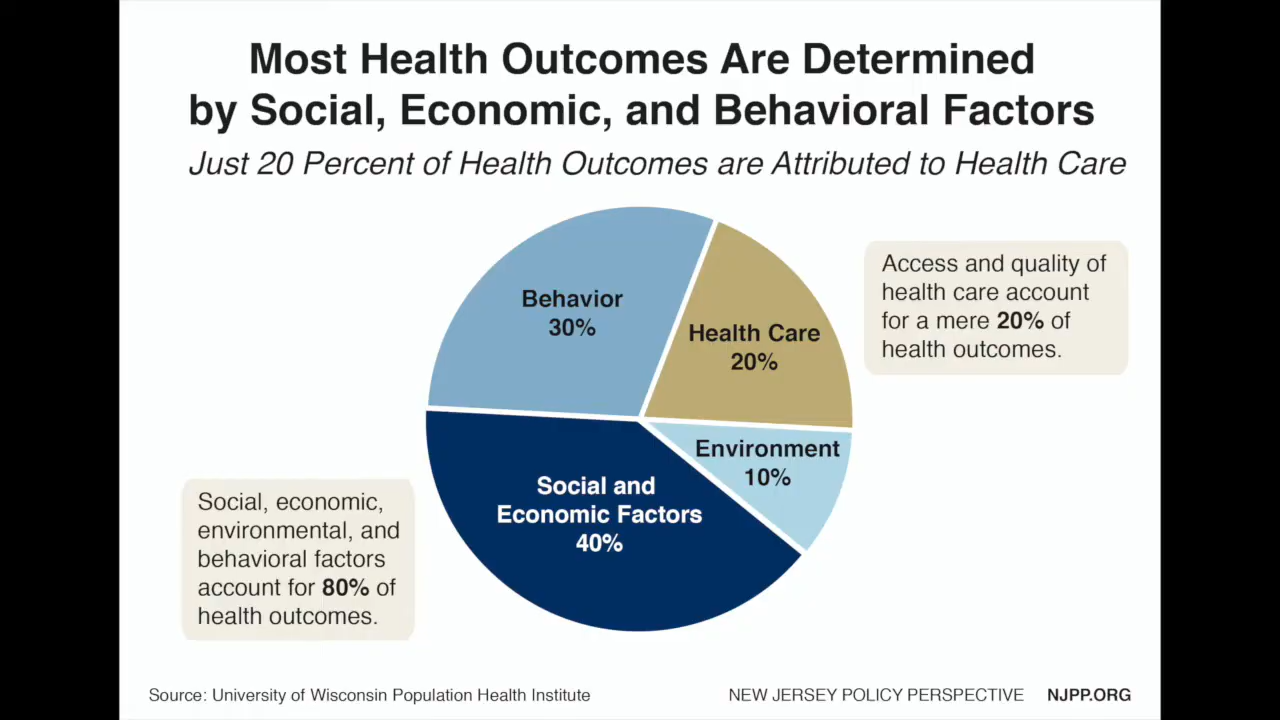 Most Health Outcomes Are Determined
by Social, Economic, and Behavioral Factors
Just 20 Percent of Health Outcomes are Attributed to Health Care
Behavior
30%
Health Care
20%
Access and quality of
health care account
for a mere 20% of
health outcomes.
Environment
10%
Social and
Economic Factors
40%
Social, economic,
environmental, and
behavioral factors
account for 80% of
health outcomes.
Source: University of Wisconsin Population Health Institute
NEW JERSEY POLICY PERSPECTIVE NJPP.ORG